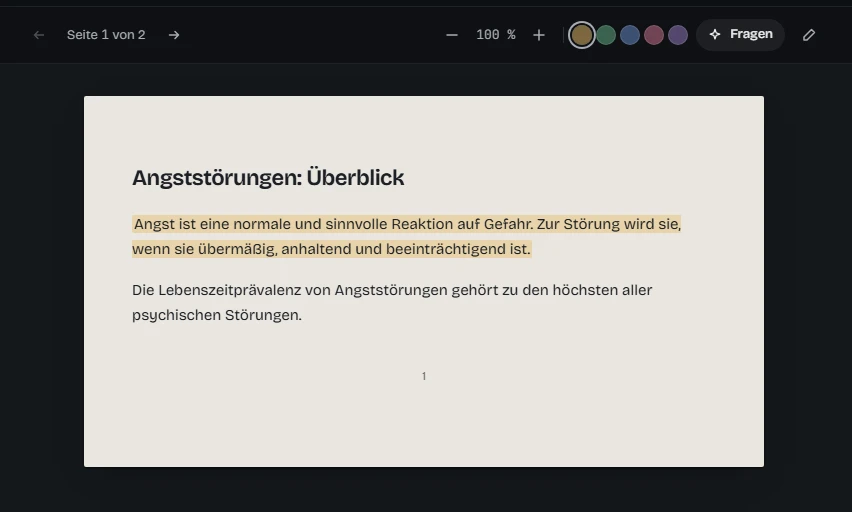 Seite 1 von 2
100 %
Fragen
Angststörungen: Überblick
Angst ist eine normale und sinnvolle Reaktion auf Gefahr. Zur Störung wird sie,
wenn sie übermäßig, anhaltend und beeinträchtigend ist.
Die Lebenszeitprävalenz von Angststörungen gehört zu den höchsten aller
psychischen Störungen.
1